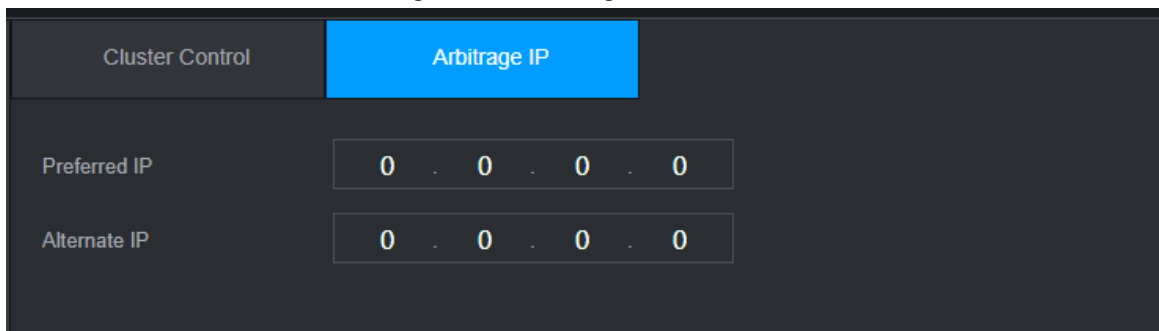 Cluster Control Arbitrage IP
Preferred IP 0 . 0 . 0 . 0
Alternate IP 0 . 0 . 0 . 0